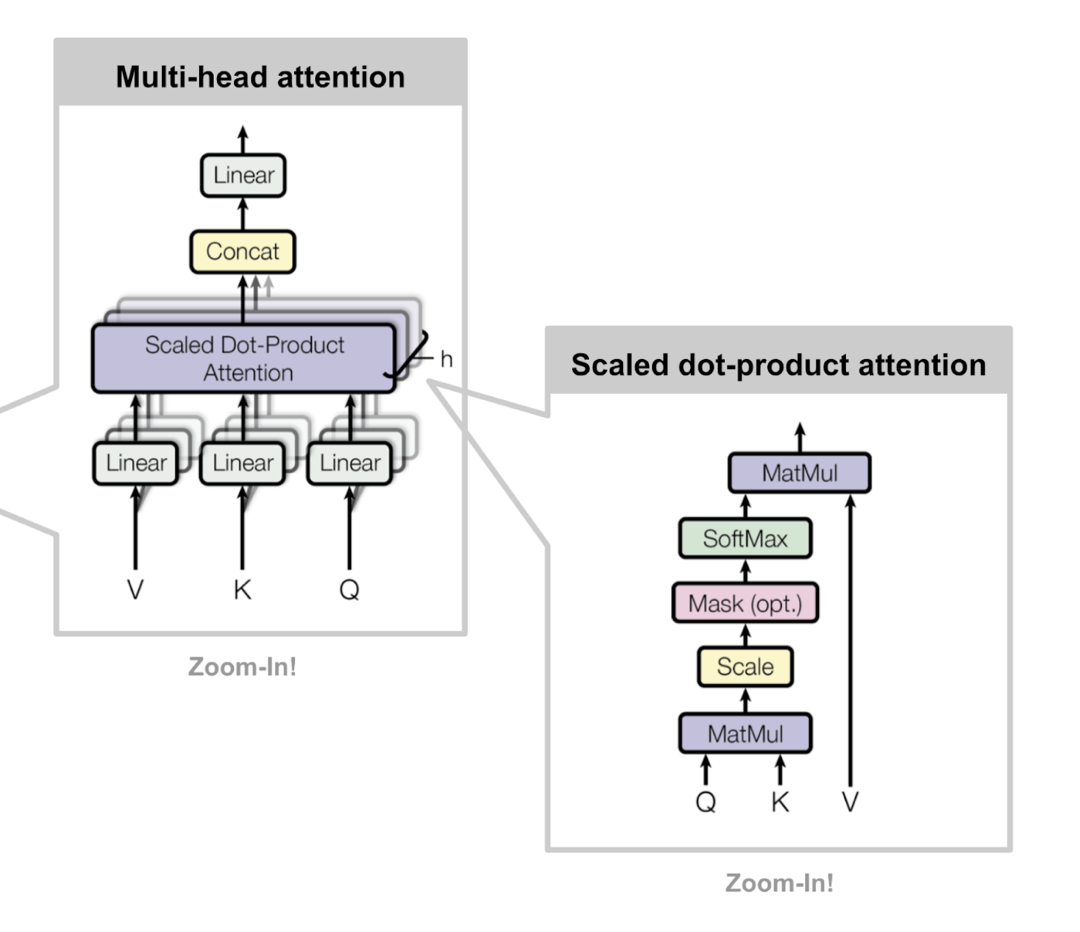 Multi-head attention
Linear
Concat
Scaled Dot-Product
Attention
h
Linear
Linear
Linear
V
K
Q
Zoom-In!
Scaled dot-product attention
MatMul
SoftMax
Mask (opt.)
Scale
MatMul
Q
K
V
Zoom-In!